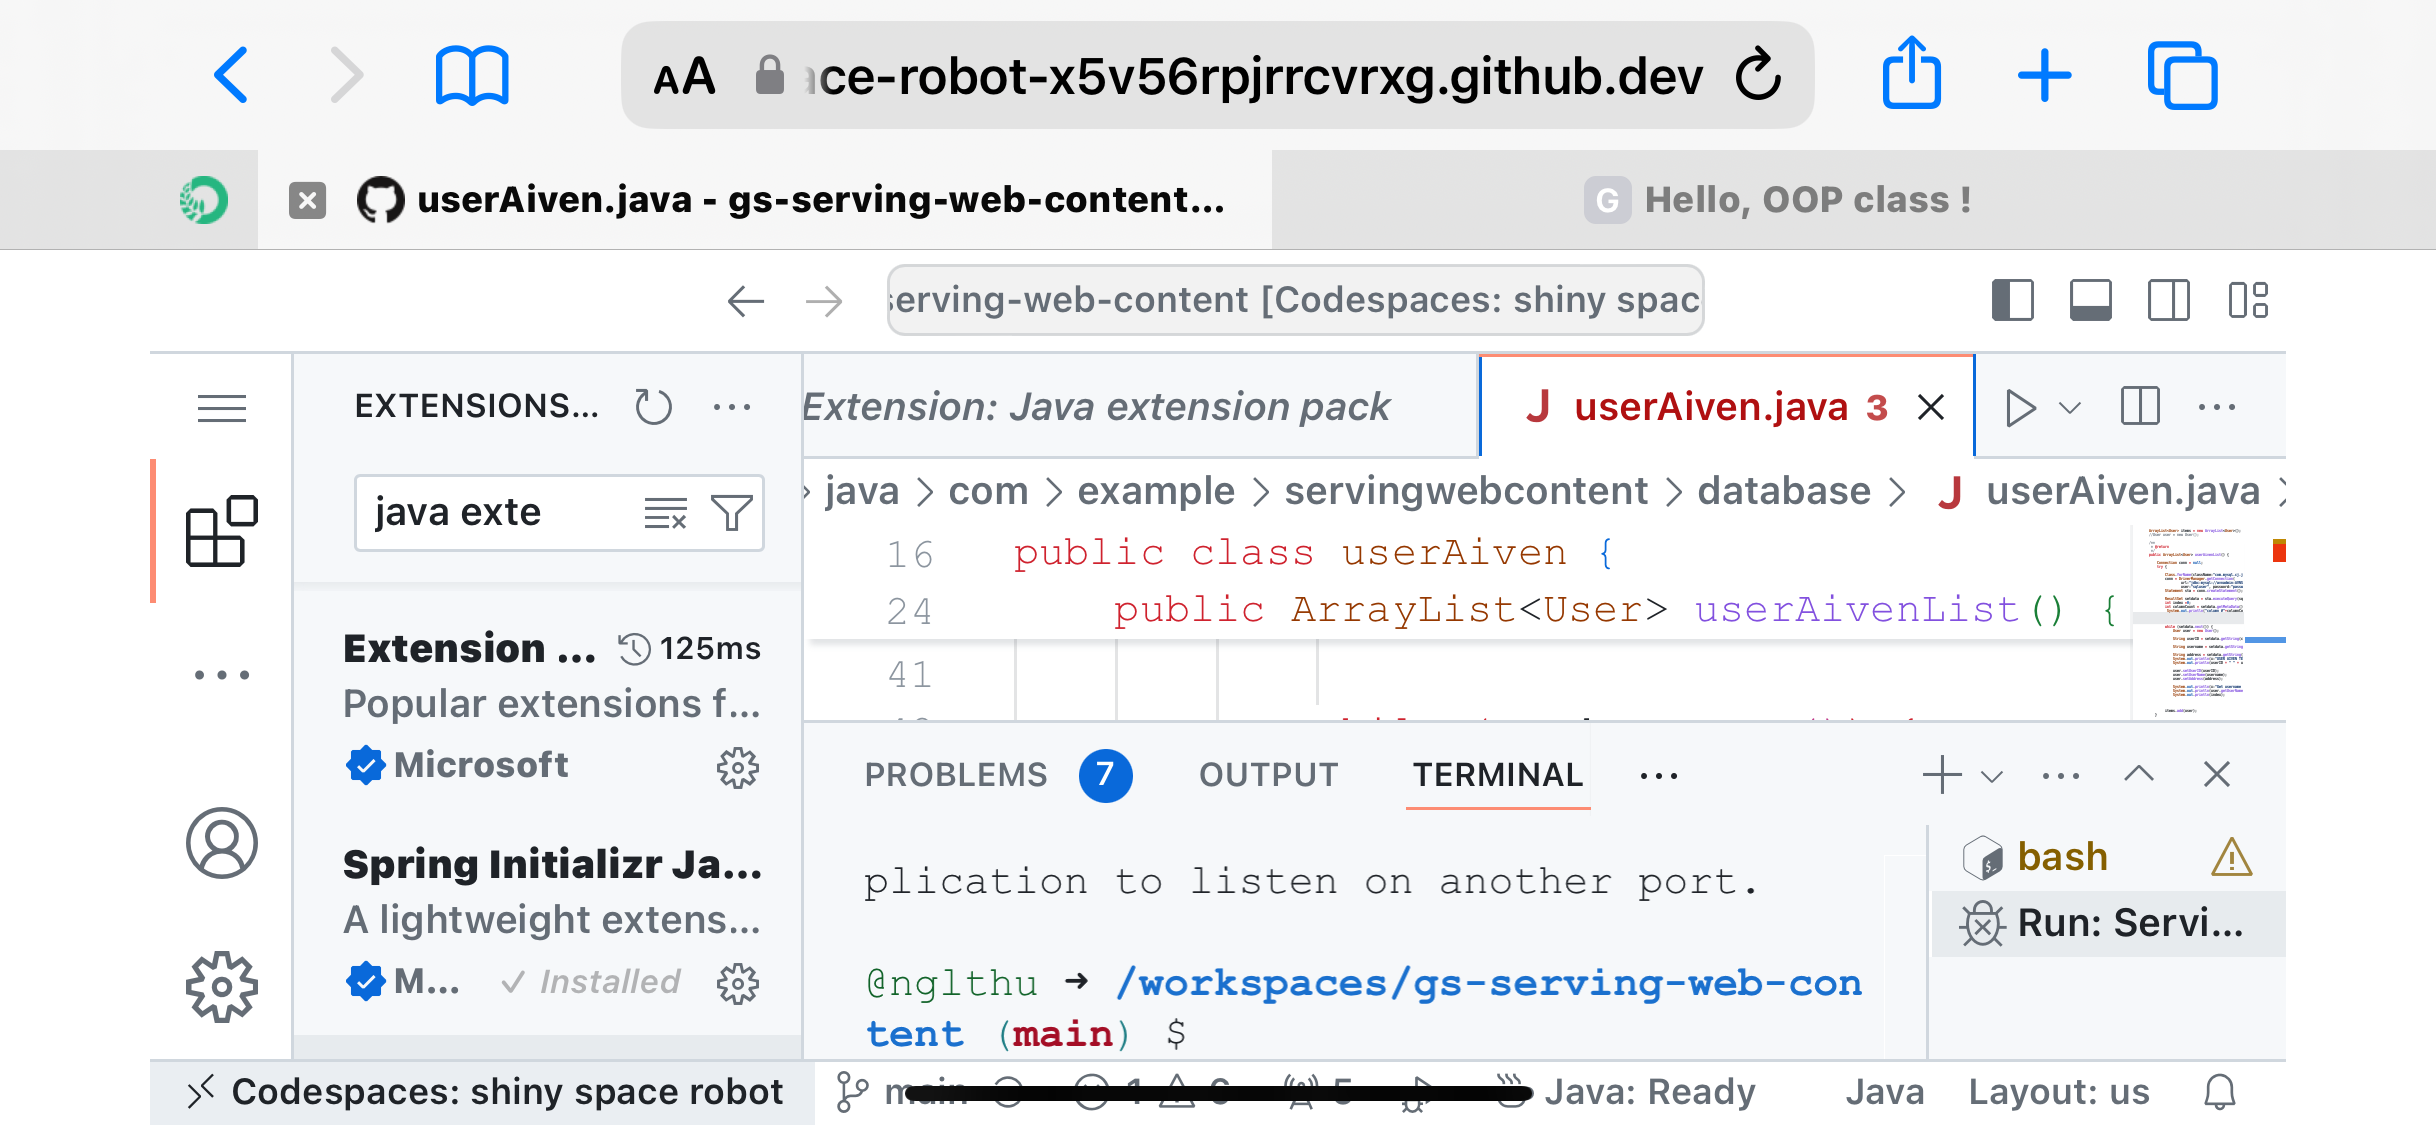 AA ce-robot-x5v56rpjrrcvrxg.github.dev
userAiven.java - gs-serving-web-content...
G Hello, OOP class !
erving-web-content [Codespaces: shiny spac
EXTENSIONS...
Extension: Java extension pack
J userAiven.java 3
java exte
java > com > example > servingwebcontent > database > J userAiven.java
16 public class userAiven {
24 public ArrayList<User> userAivenList() {
41
Extension ... 125ms
Popular extensions f...
Microsoft
Spring Initializr Ja...
A lightweight extens...
M... ✓ Installed
PROBLEMS 7 OUTPUT TERMINAL ...
plication to listen on another port.
@nglthu → /workspaces/gs-serving-web-con
tent (main) $
bash
Run: Servi...
Codespaces: shiny space robot
Java: Ready
Java
Layout: us